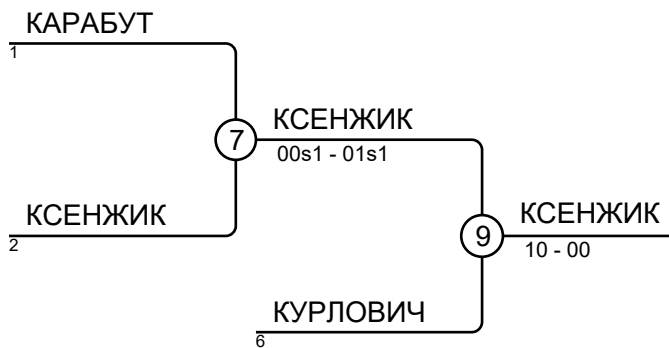 КАРАБУТ
1
7
КСЕНЖИК
00s1 - 01s1
КСЕНЖИК
2
9
КСЕНЖИК
10 - 00
КУРЛОВИЧ
6